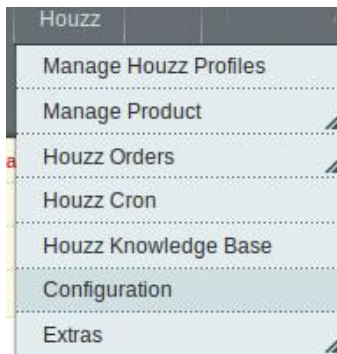 Houzz
Manage Houzz Profiles
Manage Product
Houzz Orders
Houzz Cron
Houzz Knowledge Base
Configuration
Extras